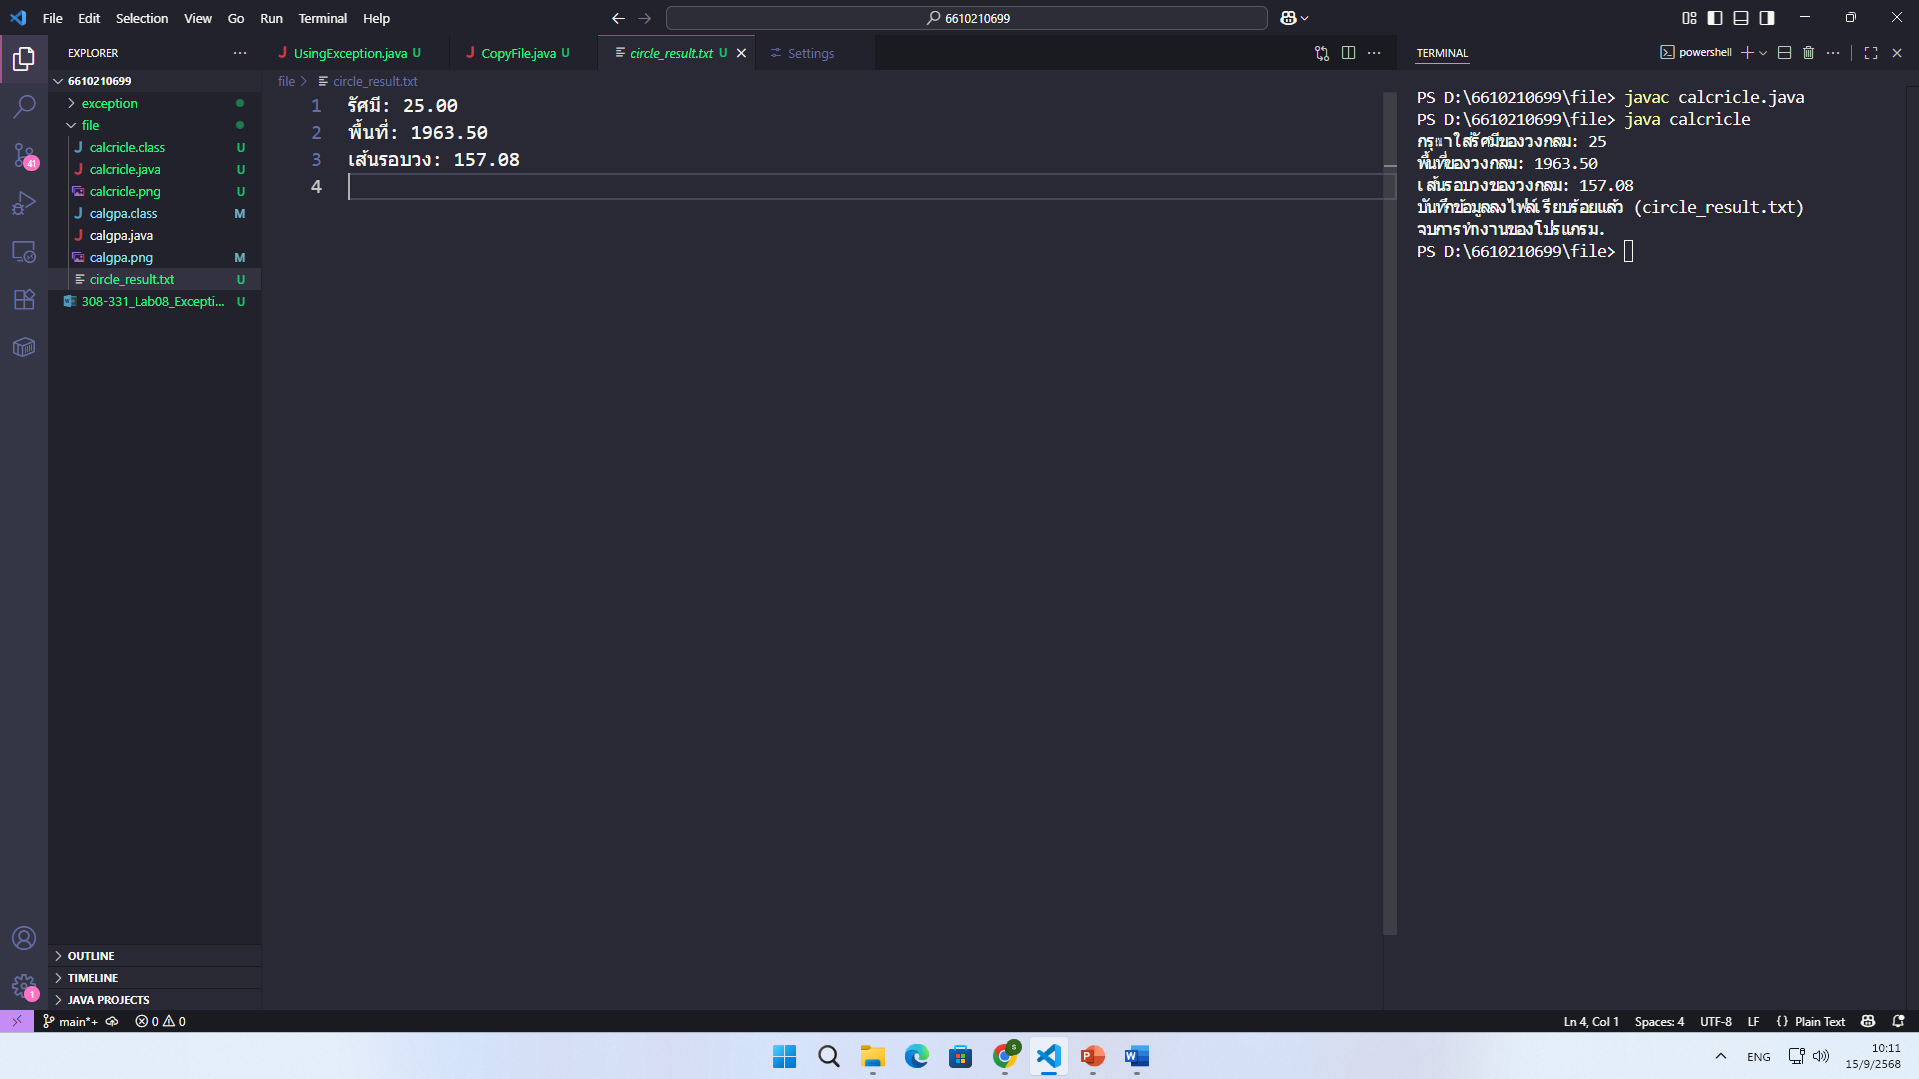 File Edit Selection View Go Run Terminal Help
6610210699
EXPLORER
6610210699
exception
file
calcricle.class U
calcricle.java U
calcricle.png U
calgpa.class M
calgpa.java
calgpa.png M
circle_result.txt U
308-331_Lab08_Excepti... U
OUTLINE
TIMELINE
JAVA PROJECTS
UsingException.java U
CopyFile.java U
circle_result.txt U
Settings
file > circle_result.txt
1 รัศมี: 25.00
2 พื้นที่: 1963.50
3 เส้นรอบวง: 157.08
4
TERMINAL
powershell
PS D:\6610210699\file> javac calcricle.java
PS D:\6610210699\file> java calcricle
กรุณาใส่รัศมีของวงกลม: 25
พื้นที่ของวงกลม: 1963.50
เส้นรอบวงของวงกลม: 157.08
บันทึกข้อมูลลงไฟล์เรียบร้อยแล้ว (circle_result.txt)
จบการทำงานของโปรแกรม.
PS D:\6610210699\file>
41
1
main*+ 0 0
Ln 4, Col 1 Spaces: 4 UTF-8 LF {} Plain Text
ENG
10:11
15/9/2568